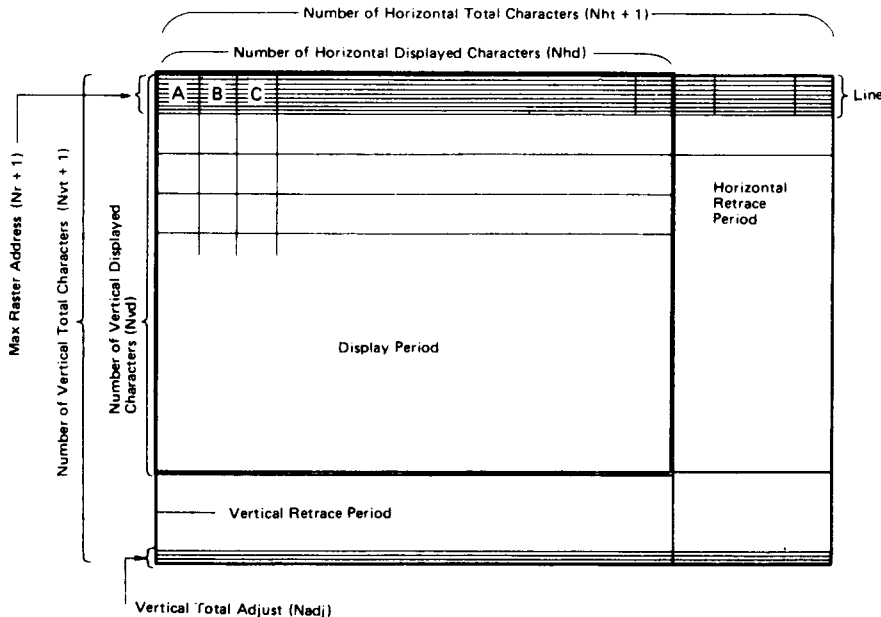 Number of Horizontal Total Characters (Nht + 1)
Number of Horizontal Displayed Characters (Nhd)
A B C
Line
Max Raster Address (Nr + 1)
Number of Vertical Total Characters (Nvt + 1)
Number of Vertical Displayed
Characters (Nvd)
Horizontal
Retrace
Period
Display Period
Vertical Retrace Period
Vertical Total Adjust (Nadj)